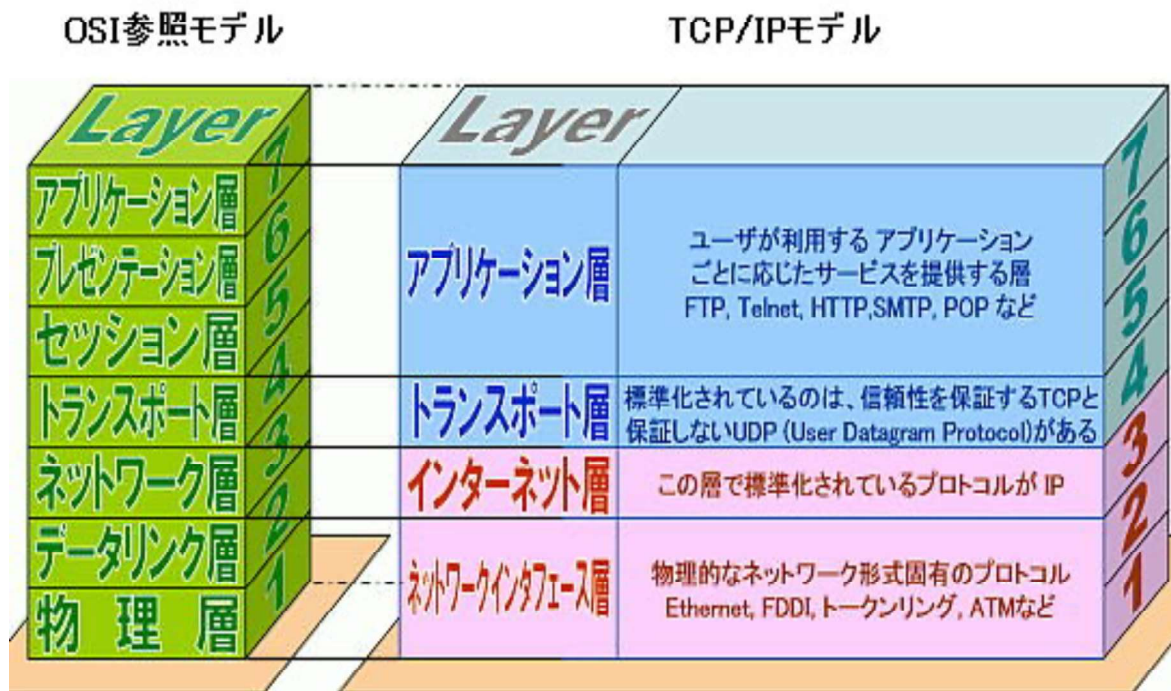 OSI参照モデル
TCP/IPモデル
Layer
7
アプリケーション層
6
プレゼンテーション層
5
セッション層
4
トランスポート層
3
ネットワーク層
2
データリンク層
1
物理層
Layer
アプリケーション層
ユーザが利用する アプリケーション
ごとに応じたサービスを提供する層
FTP, Telnet, HTTP,SMTP, POP など
7
6
5
トランスポート層
標準化されているのは、信頼性を保証するTCPと
保証しないUDP (User Datagram Protocol)がある
4
インターネット層
この層で標準化されているプロトコルが IP
3
ネットワークインタフェース層
物理的なネットワーク形式固有のプロトコル
Ethernet, FDDI, トークンリング, ATMなど
2
1